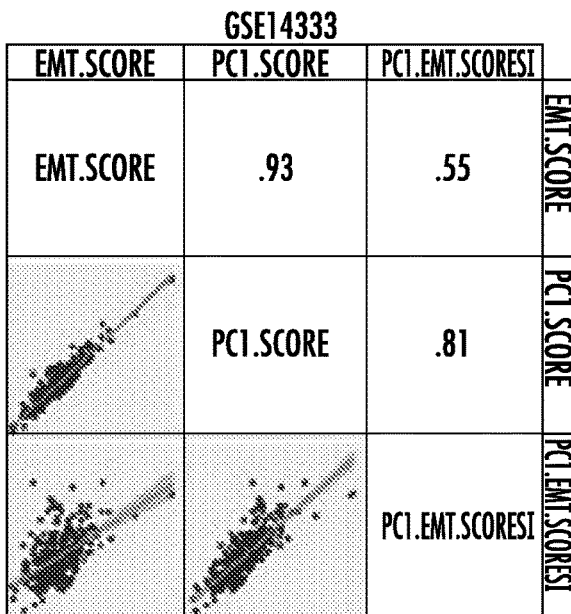 GSE14333
EMT.SCORE PC1.SCORE PC1.EMT.SCORESI
EMT.SCORE .93 .55 EMT.SCORE
PC1.SCORE .81 PC1.SCORE
PC1.EMT.SCORESI PC1.EMT.SCORESI